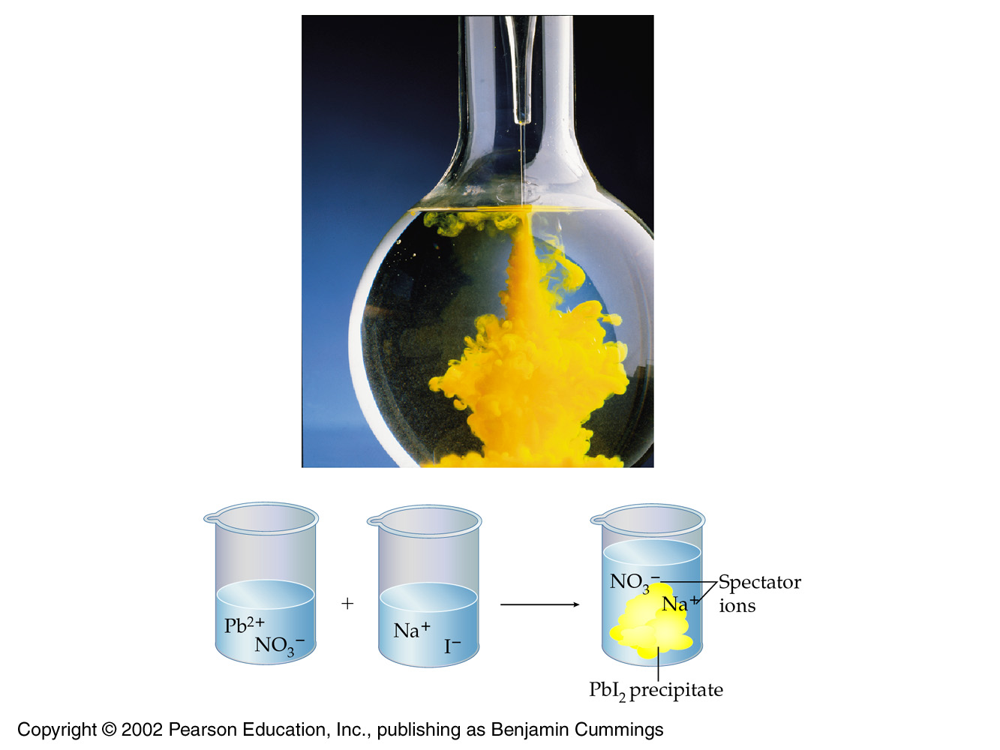 Pb²⁺
NO₃⁻
+
Na⁺
I⁻
NO₃⁻
Na⁺
Spectator
ions
PbI₂ precipitate
Copyright © 2002 Pearson Education, Inc., publishing as Benjamin Cummings